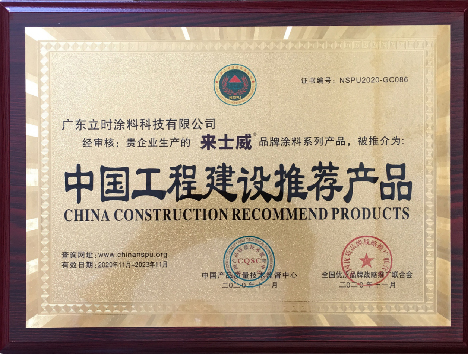 证书编号：NSPU2020-GC086
广东立时涂料科技有限公司
经审核：贵企业生产的 来士威® 品牌涂料系列产品，被推介为：
中国工程建设推荐产品
CHINA CONSTRUCTION RECOMMEND PRODUCTS
查询网址：www.chinanspu.org
有效日期：2020年11月-2023年11月
CQSC
中国产品质量技术监督中心
全国优质品牌战略推广联合会
二〇二〇年十一月
二〇二〇年十一月